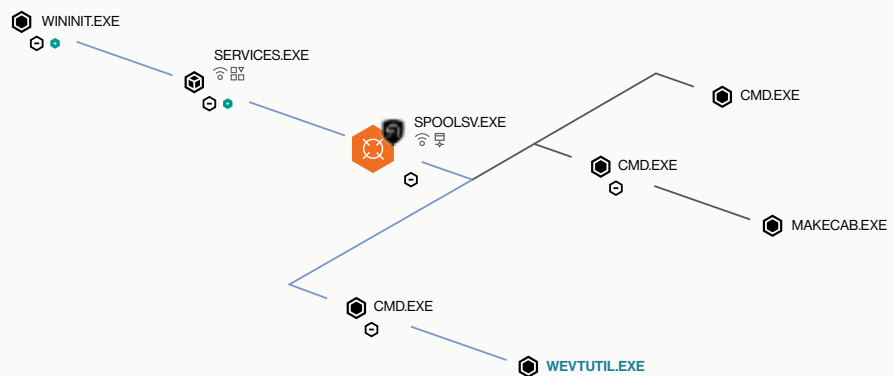 WININIT.EXE
SERVICES.EXE
SPOOLSV.EXE
CMD.EXE
CMD.EXE
MAKECAB.EXE
CMD.EXE
WEVTUTIL.EXE